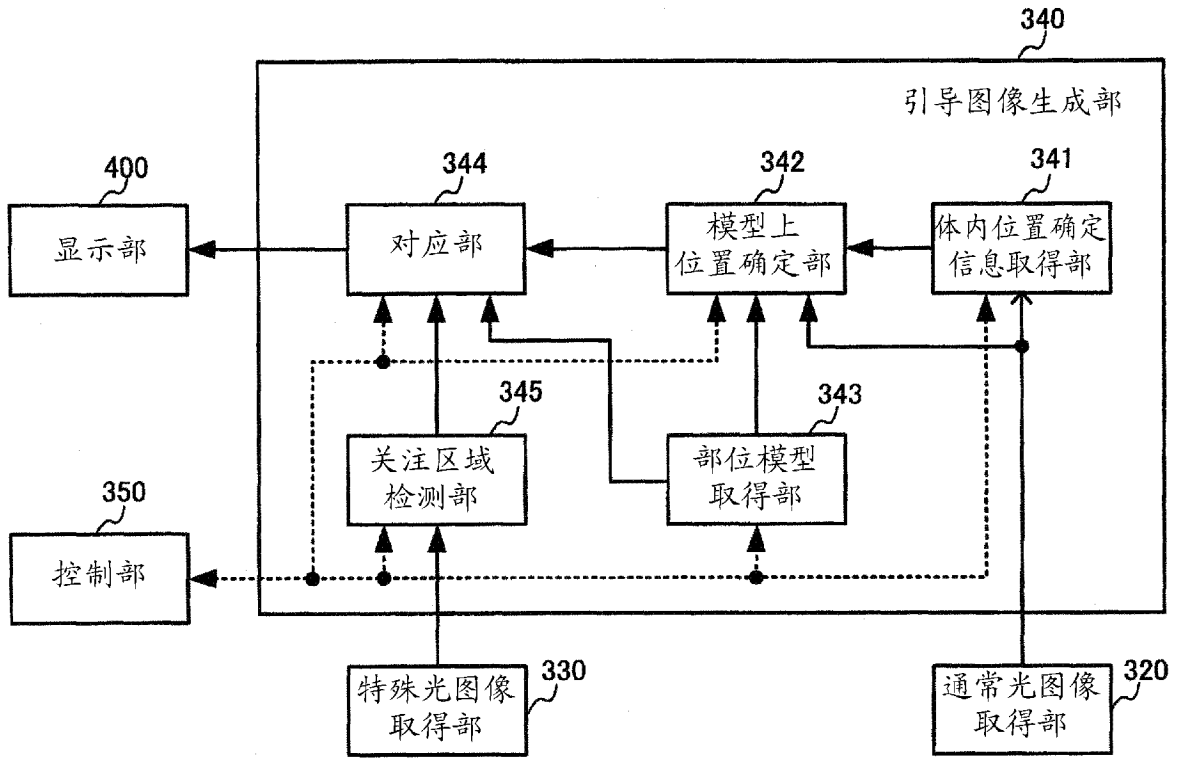 340
引导图像生成部
400
344
342
341
显示部
对应部
模型上
位置确定部
体内位置确定
信息取得部
345
343
350
关注区域
检测部
部位模型
取得部
控制部
330
320
特殊光图像
取得部
通常光图像
取得部